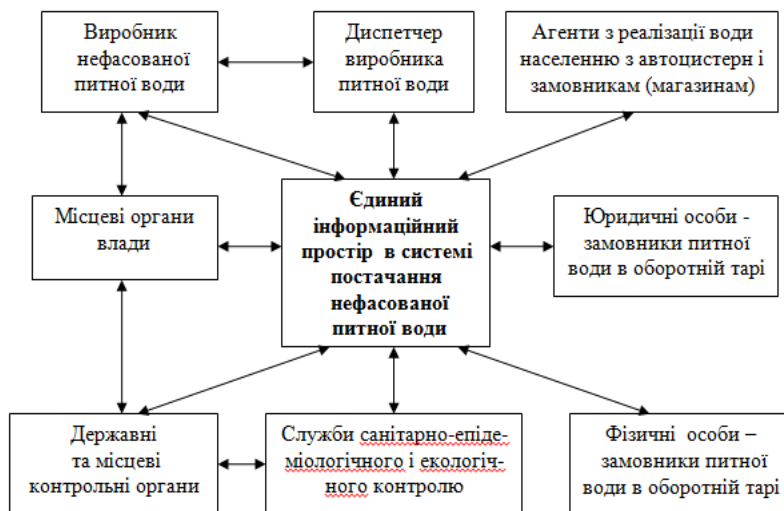 Виробник
нефасованої
питної води
Диспетчер
виробника
питної води
Агенти з реалізації води
населенню з автоцистерн і
замовникам (магазинам)
Місцеві органи
влади
Єдиний
інформаційний
простір в системі
постачання
нефасованої
питної води
Юридичні особи -
замовники питної
води в оборотній тарі
Державні
та місцеві
контрольні органи
Служби санітарно-епіде-
міологічного і екологіч-
ного контролю
Фізичні особи –
замовники питної
води в оборотній тарі